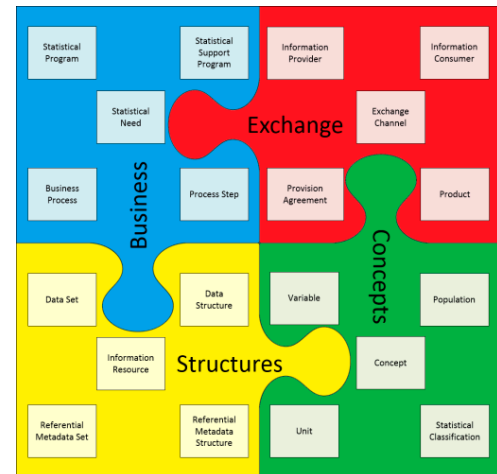 Statistical
Program
Statistical
Support
Program
Statistical
Need
Business
Process
Process Step
Business
Information
Provider
Information
Consumer
Exchange
Channel
Exchange
Provision
Agreement
Product
Data Set
Data
Structure
Information
Resource
Structures
Referential
Metadata Set
Referential
Metadata
Structure
Variable
Population
Concepts
Concept
Unit
Statistical
Classification